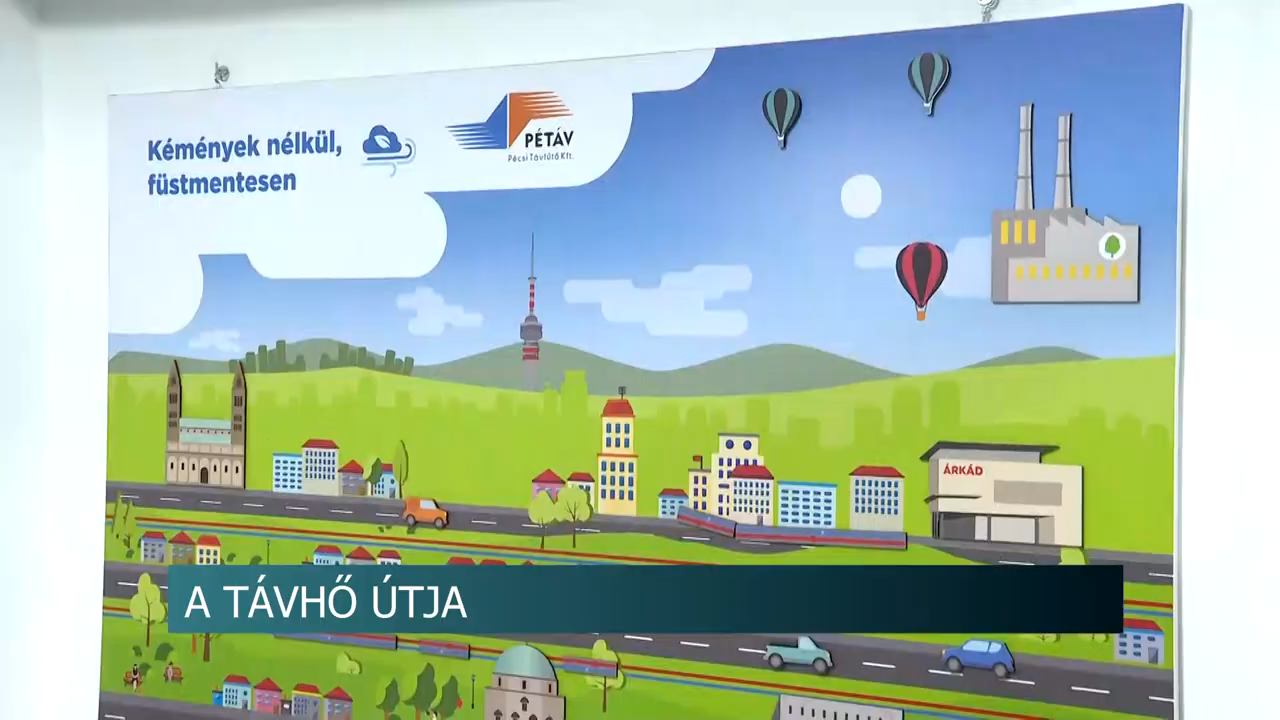 Kémények nélkül,
füstmentesen
PÉTÁV
Pécsi Távfűtő Kft.
ÁRKÁD
A TÁVHŐ ÚTJA